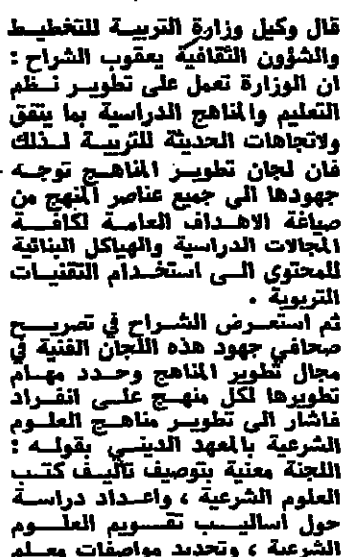 قال وكيل وزارة التربية للتخطيط
والشؤون الثقافية يعقوب الشراح :
ان الوزارة تعمل على تطوير نظم
التعليم والمناهج الدراسية بما يتفق
ولاتجاهات الحديثة للتربية لذلك
فان لجان تطوير المناهج توجه
جهودها الى جميع عناصر المنهج من
صياغة الاهداف العامة لكافة
المجالات الدراسية والهياكل البنائية
للمحتوي الى استخدام التقنيات
التربوية .
ثم استعرض الشراح في تصريح
صحافي جهود هذه اللجان الفنية في
مجال تطوير المناهج وحدد مهام
تطويرها لكل منهج على انفراد
فاشار الى تطوير مناهج العلوم
الشرعية بالمعهد الديني بقوله :
اللجنة معنية بتوصيف تأليف كتب
العلوم الشرعية ، واعداد دراسة
حول أساليب تقويم العلوم
الشرعية ، وتحديد مواصفات معلم